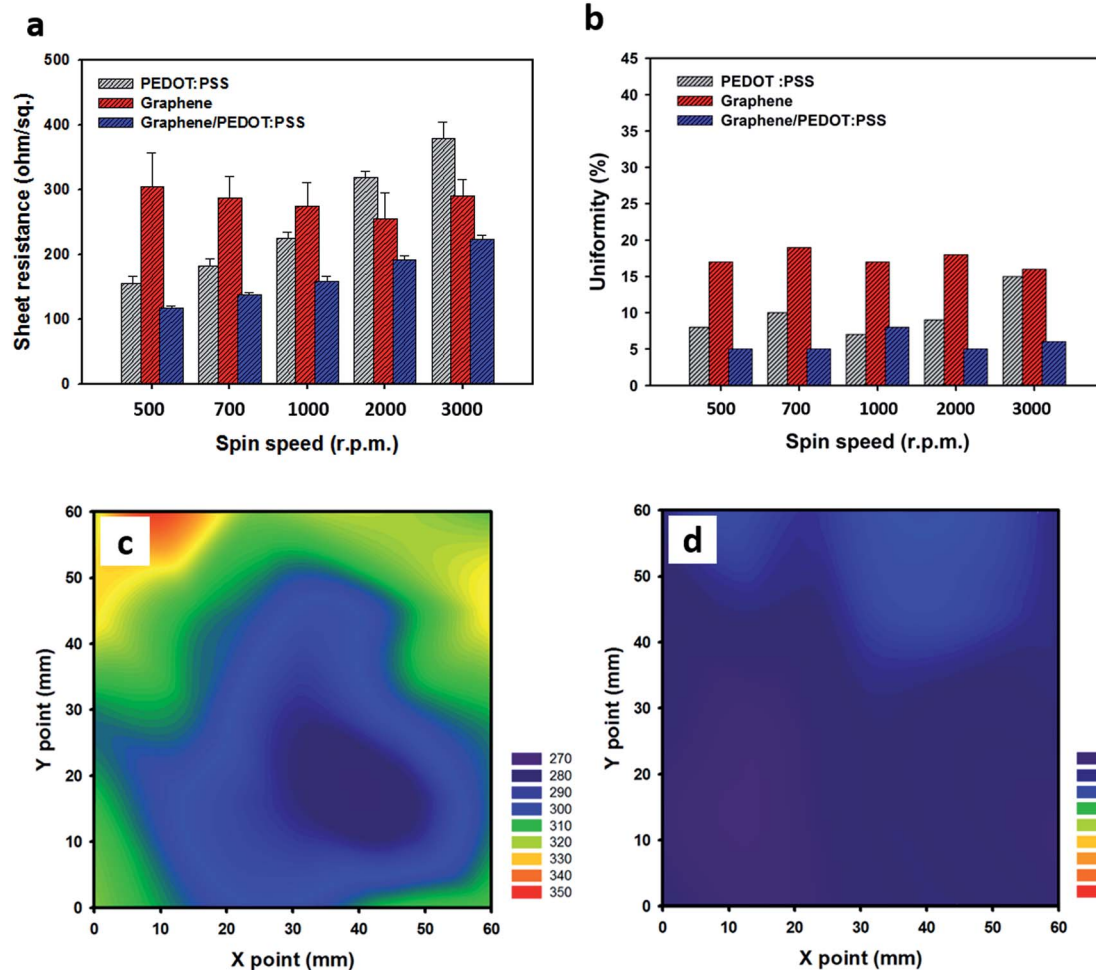 a
500
400
300
200
100
0
Sheet resistance (ohm/sq.)
PEDOT:PSS
Graphene
Graphene/PEDOT:PSS
500 700 1000 2000 3000
Spin speed (r.p.m.)
b
45
40
35
30
25
20
15
10
5
0
Uniformity (%)
PEDOT :PSS
Graphene
Graphene/PEDOT:PSS
500 700 1000 2000 3000
Spin speed (r.p.m.)
c
60
50
40
30
20
10
0
Y point (mm)
0 10 20 30 40 50 60
X point (mm)
270
280
290
300
310
320
330
340
350
d
60
50
40
30
20
10
0
Y point (mm)
0 10 20 30 40 50 60
X point (mm)